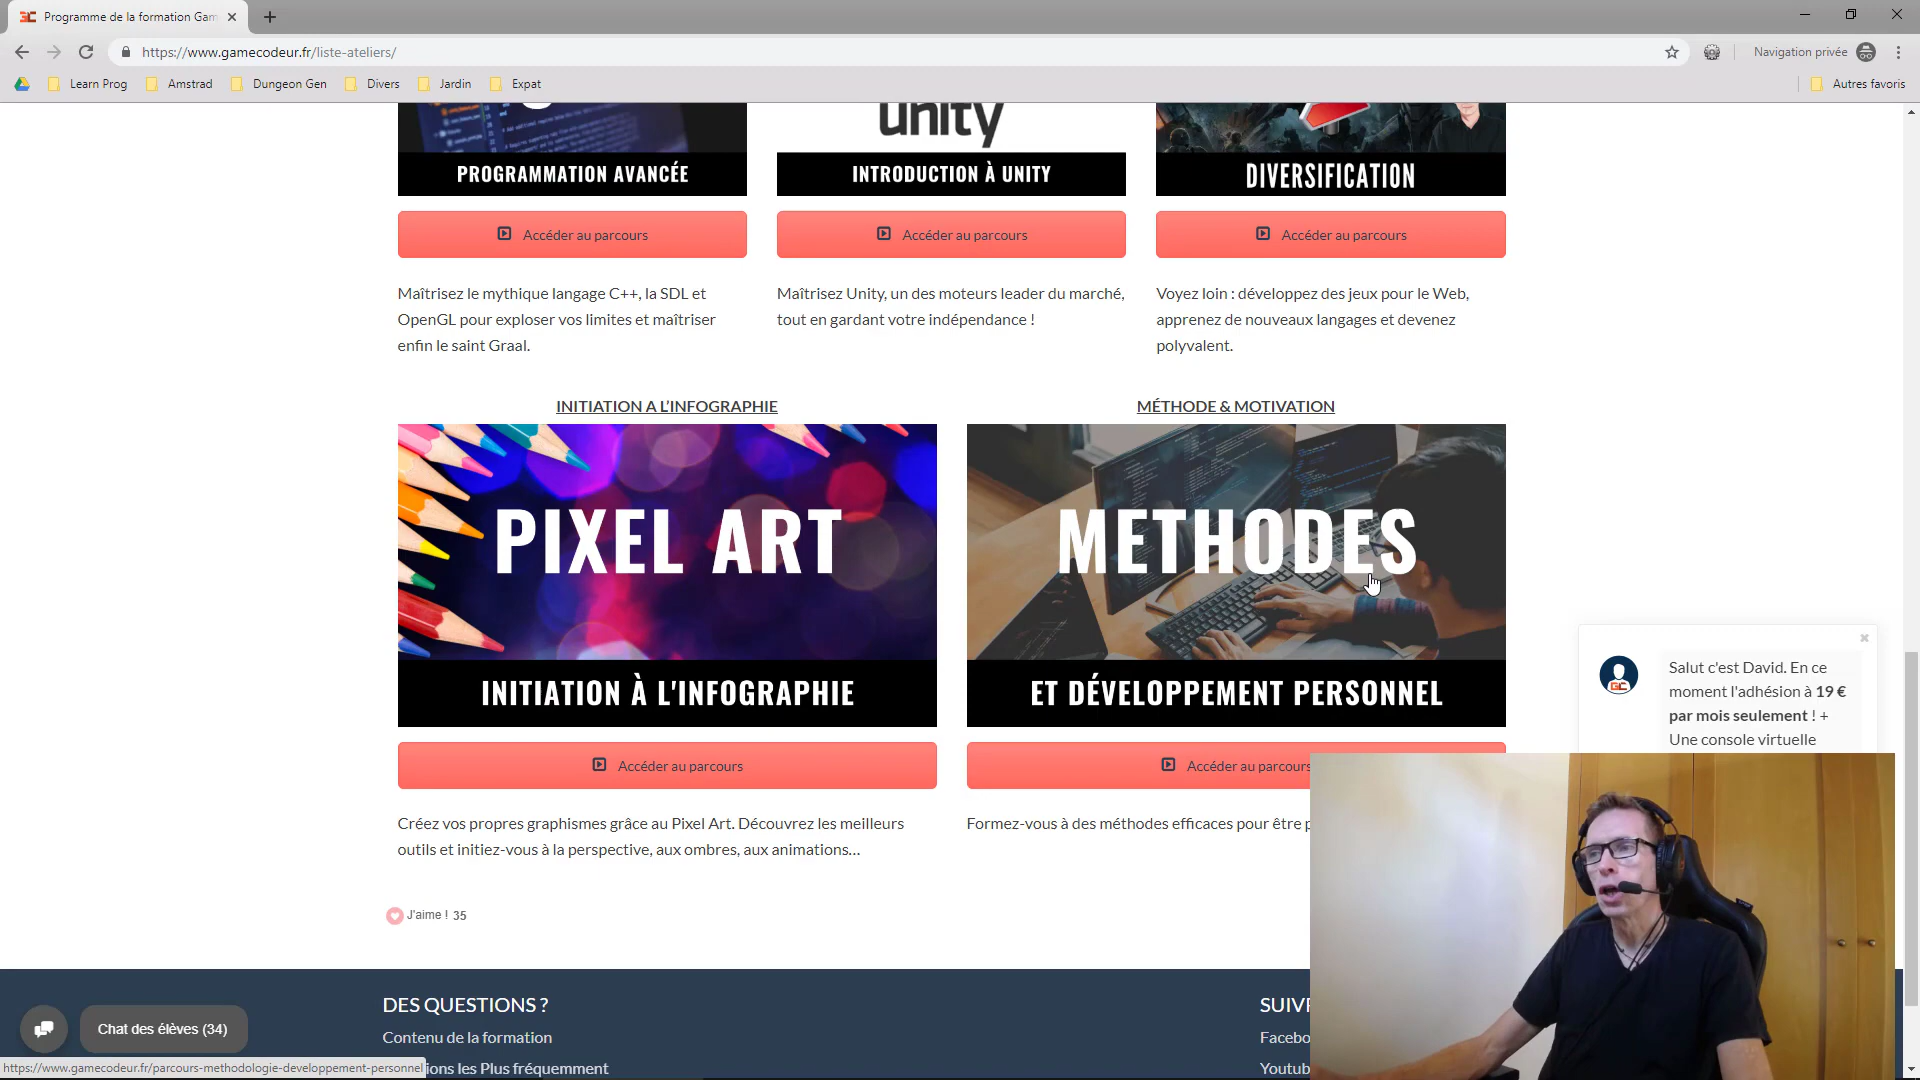 Programme de la formation Gam
https://www.gamecodeur.fr/liste-ateliers/
Navigation privée
Learn Prog
Amstrad
Dungeon Gen
Divers
Jardin
Expat
Autres favoris
unity
PROGRAMMATION AVANCÉE
INTRODUCTION À UNITY
DIVERSIFICATION
Accéder au parcours
Accéder au parcours
Accéder au parcours
Maîtrisez le mythique langage C++, la SDL et
OpenGL pour exploser vos limites et maîtriser
enfin le saint Graal.
Maîtrisez Unity, un des moteurs leader du marché,
tout en gardant votre indépendance !
Voyez loin : développez des jeux pour le Web,
apprenez de nouveaux langages et devenez
polyvalent.
INITIATION A L'INFOGRAPHIE
PIXEL ART
INITIATION À L'INFOGRAPHIE
Accéder au parcours
Créez vos propres graphismes grâce au Pixel Art. Découvrez les meilleurs
outils et initiez-vous à la perspective, aux ombres, aux animations...
MÉTHODE & MOTIVATION
METHODES
ET DÉVELOPPEMENT PERSONNEL
Accéder au parcours
Formez-vous à des méthodes efficaces pour être p
Salut c'est David. En ce
moment l'adhésion à 19 €
par mois seulement ! +
Une console virtuelle
J'aime ! 35
DES QUESTIONS ?
Contenu de la formation
ions les Plus fréquemment
SUIV
Facebo
Youtub
Chat des élèves (34)
https://www.gamecodeur.fr/parcours-methodologie-developpement-personnel